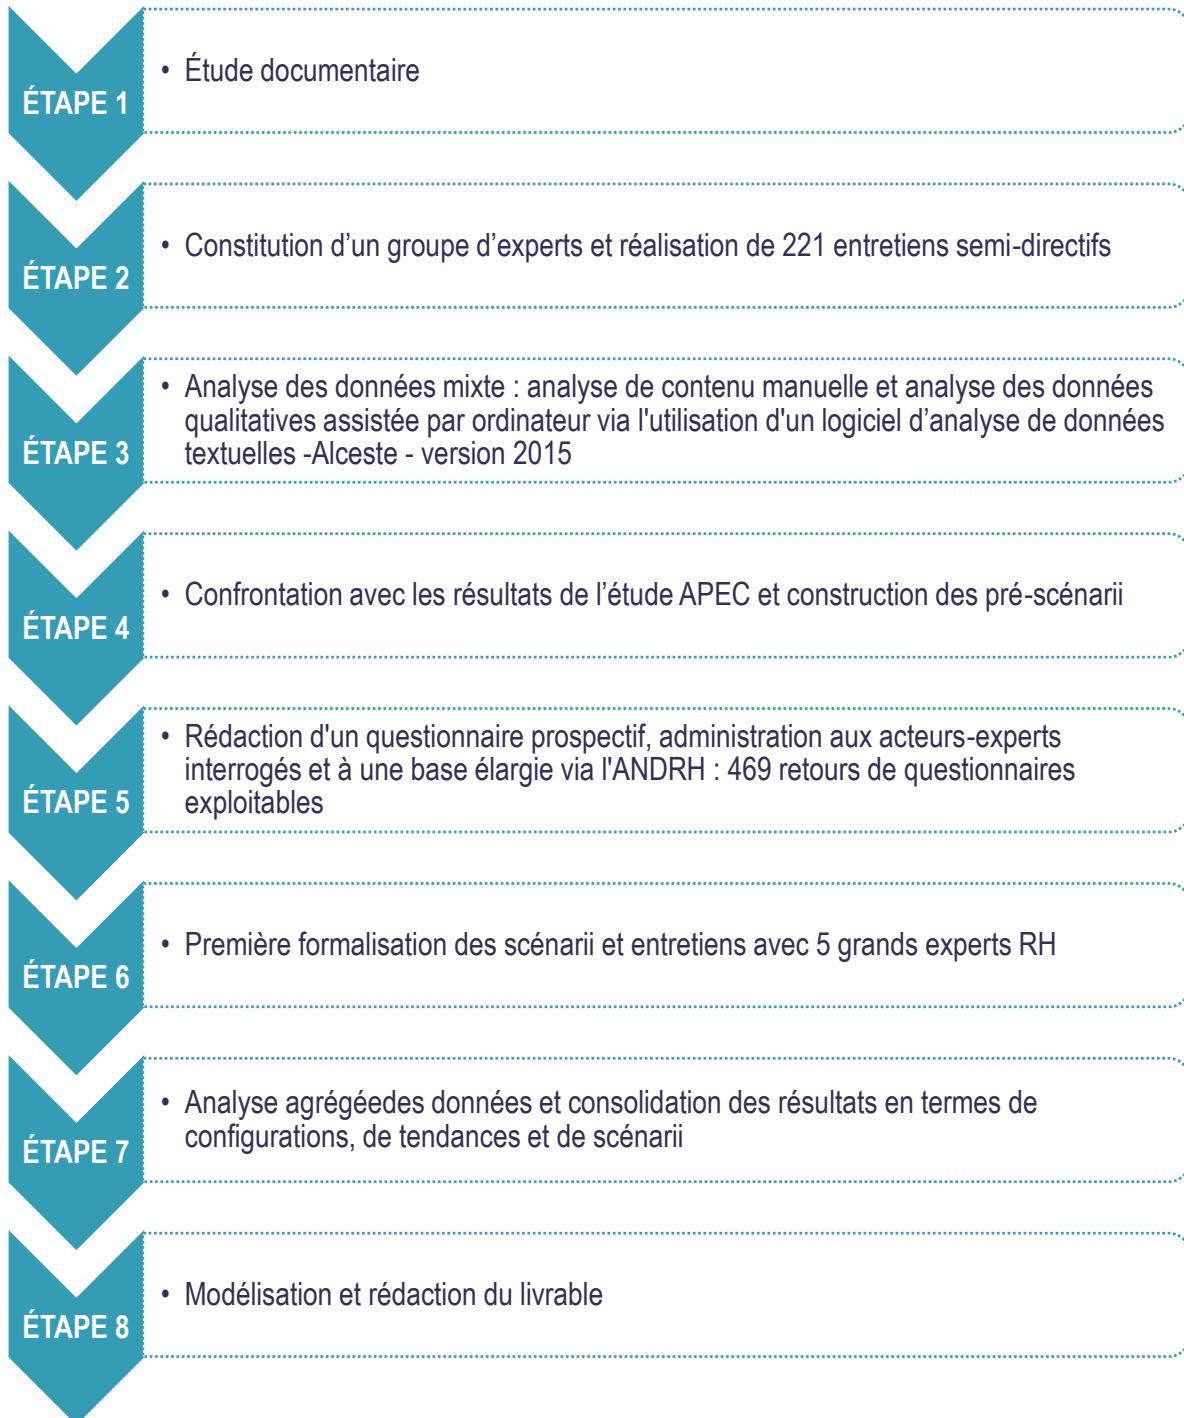 ÉTAPE 1
• Étude documentaire
ÉTAPE 2
• Constitution d’un groupe d’experts et réalisation de 221 entretiens semi-directifs
ÉTAPE 3
• Analyse des données mixte : analyse de contenu manuelle et analyse des données
qualitatives assistée par ordinateur via l'utilisation d'un logiciel d’analyse de données
textuelles -Alceste - version 2015
ÉTAPE 4
• Confrontation avec les résultats de l’étude APEC et construction des pré-scénarii
ÉTAPE 5
• Rédaction d'un questionnaire prospectif, administration aux acteurs-experts
interrogés et à une base élargie via l'ANDRH : 469 retours de questionnaires
exploitables
ÉTAPE 6
• Première formalisation des scénarii et entretiens avec 5 grands experts RH
ÉTAPE 7
• Analyse agrégéedes données et consolidation des résultats en termes de
configurations, de tendances et de scénarii
ÉTAPE 8
• Modélisation et rédaction du livrable